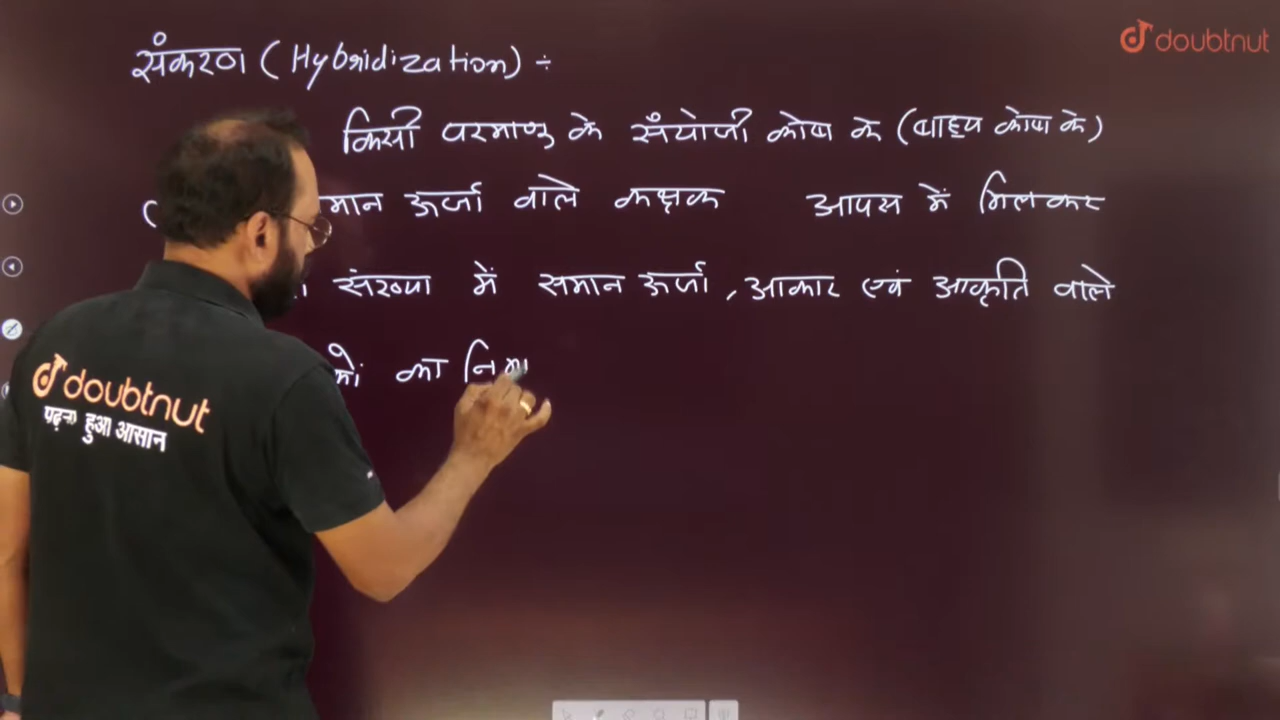 doubtnut
संकरण (Hybridization) ÷
किसी परमाणु के संयोजी कोष के (बाह्य कोष के)
ऊर्जा वाले कक्षक आपस में मिलकर
संख्या में समान ऊर्जा, आकार एवं आकृति वाले
का
doubtnut
पढ़ना हुआ आसान